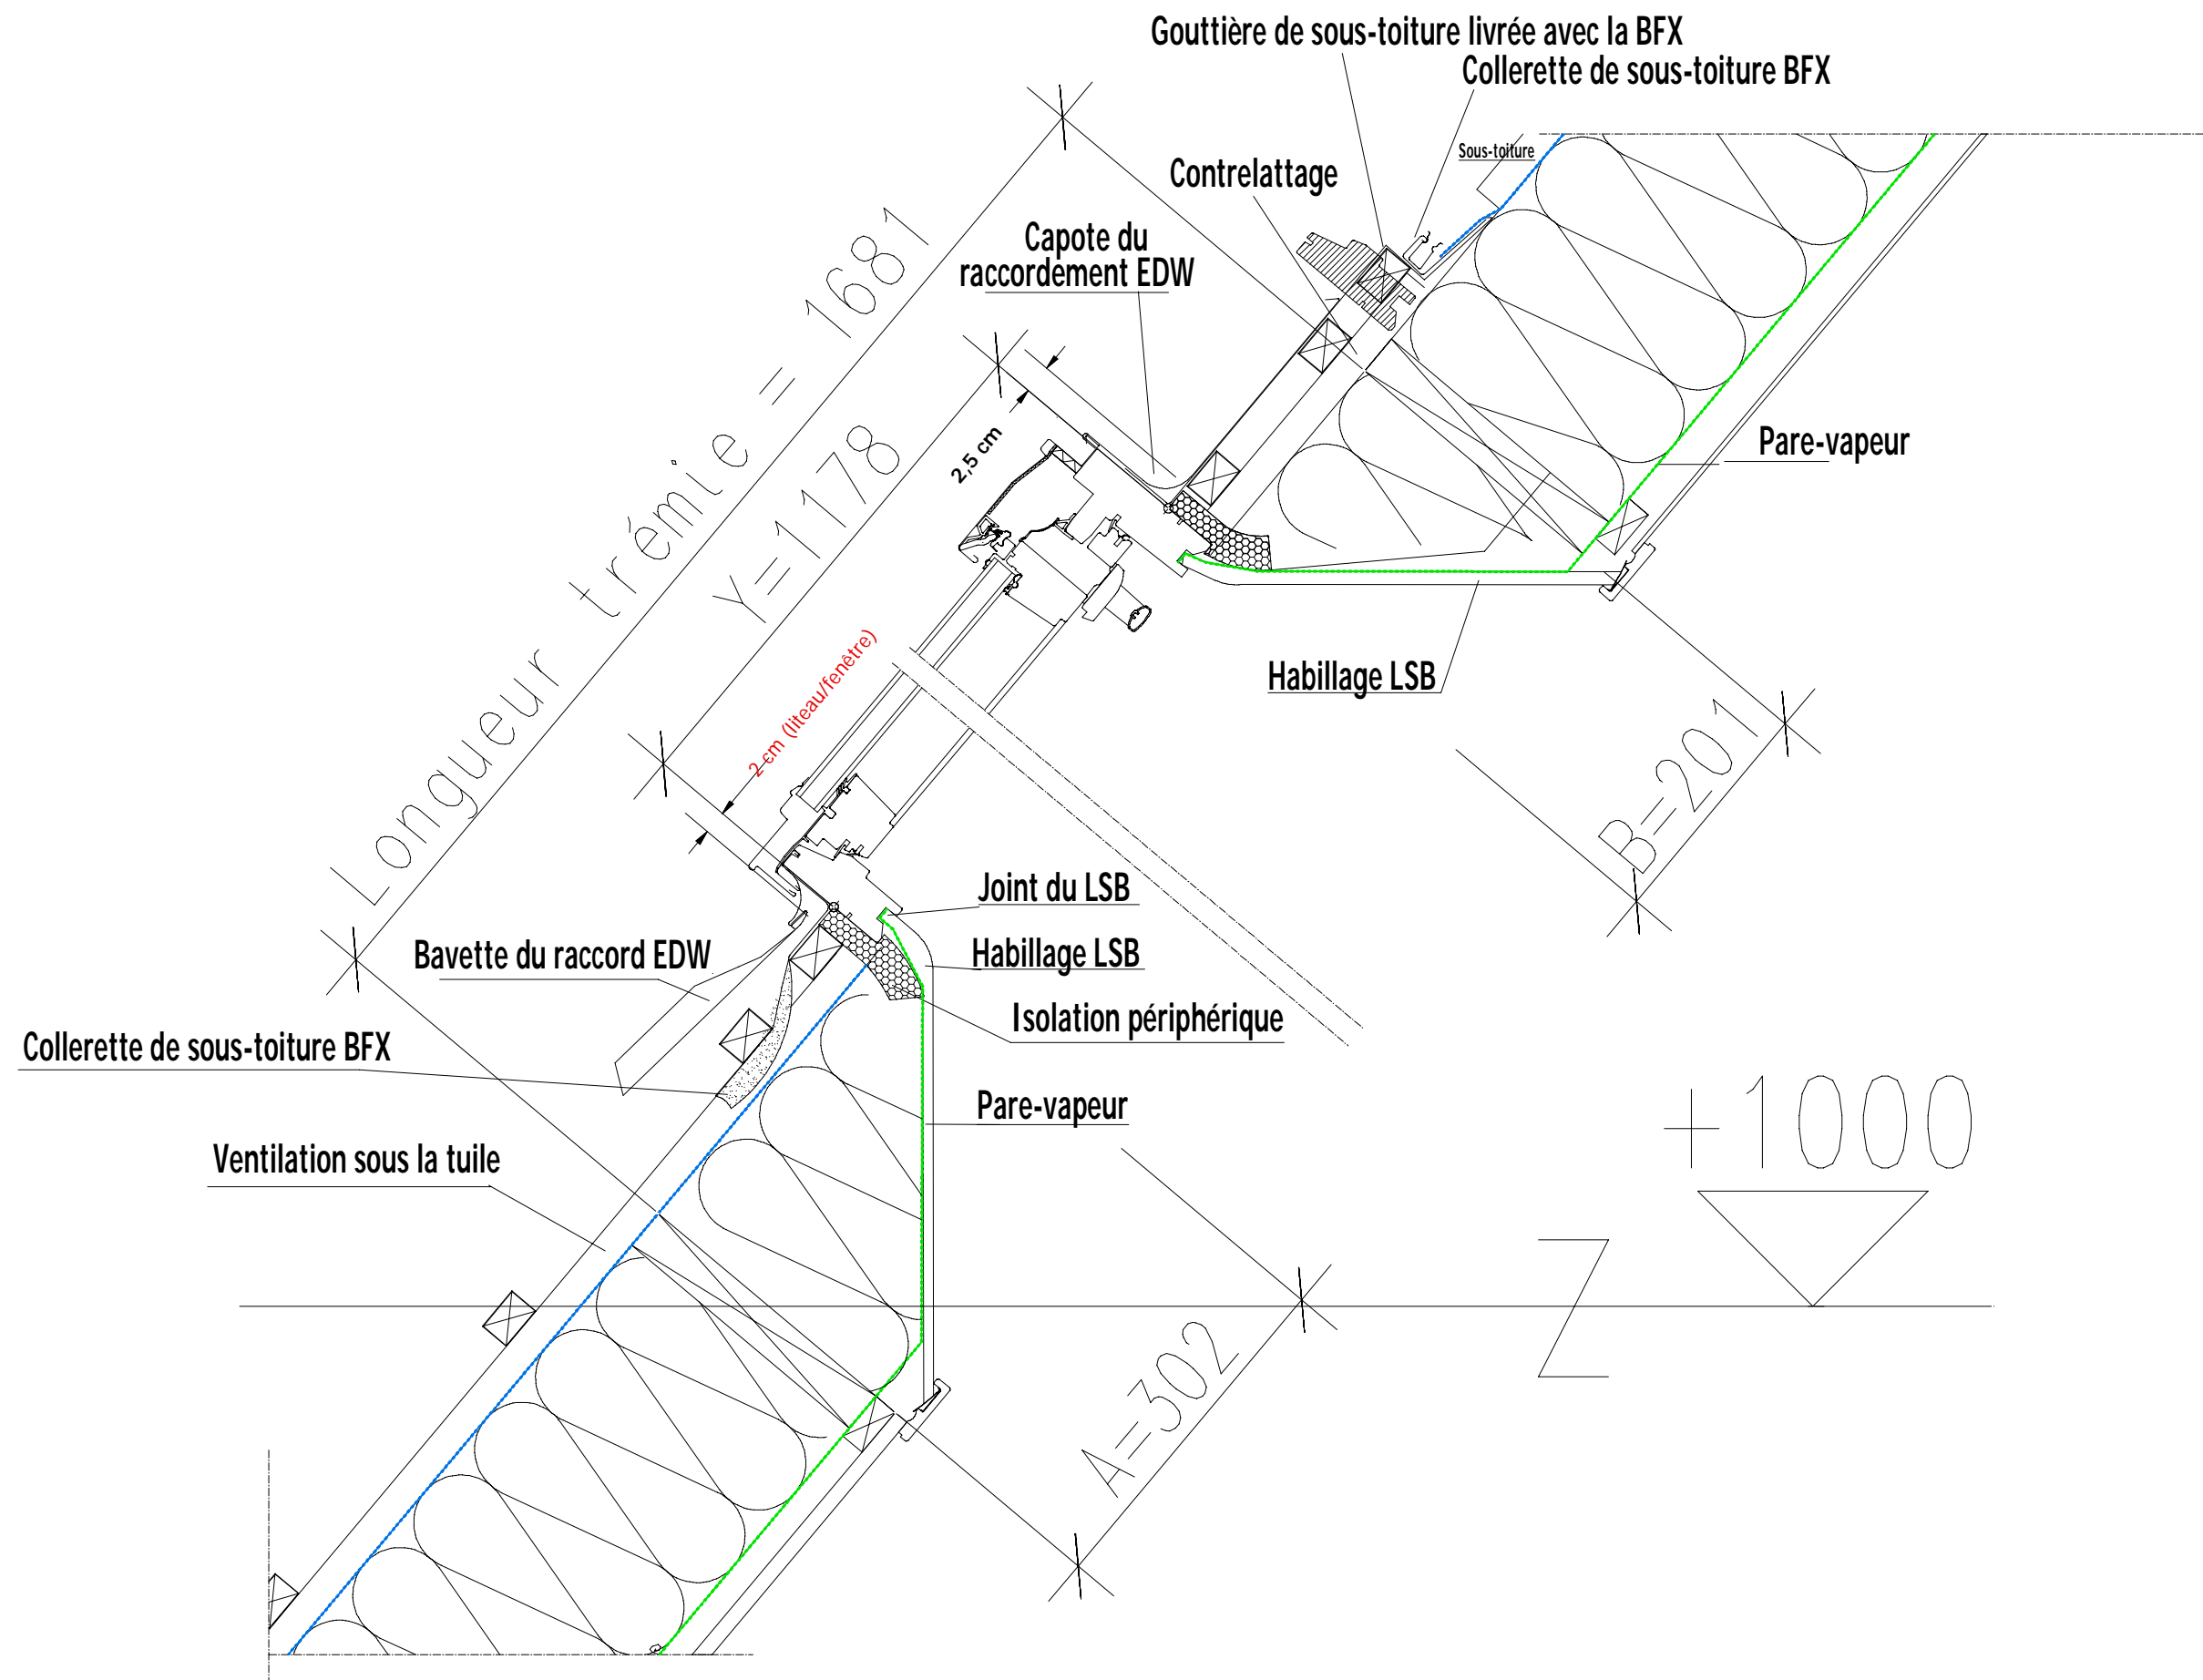 Gouttière de sous-toiture livrée avec la BFX
Collerette de sous-toiture BFX
Sous-toiture
Contrelattage
Capote du
raccordement EDW
Longueur trémie = 1681
Y=1178
2,5 cm
Pare-vapeur
2 cm (liteau/fenêtre)
Habillage LSB
B=201
Joint du LSB
Bavette du raccord EDW
Habillage LSB
Isolation périphérique
Collerette de sous-toiture BFX
Pare-vapeur
+1000
Ventilation sous la tuile
Z
A=302